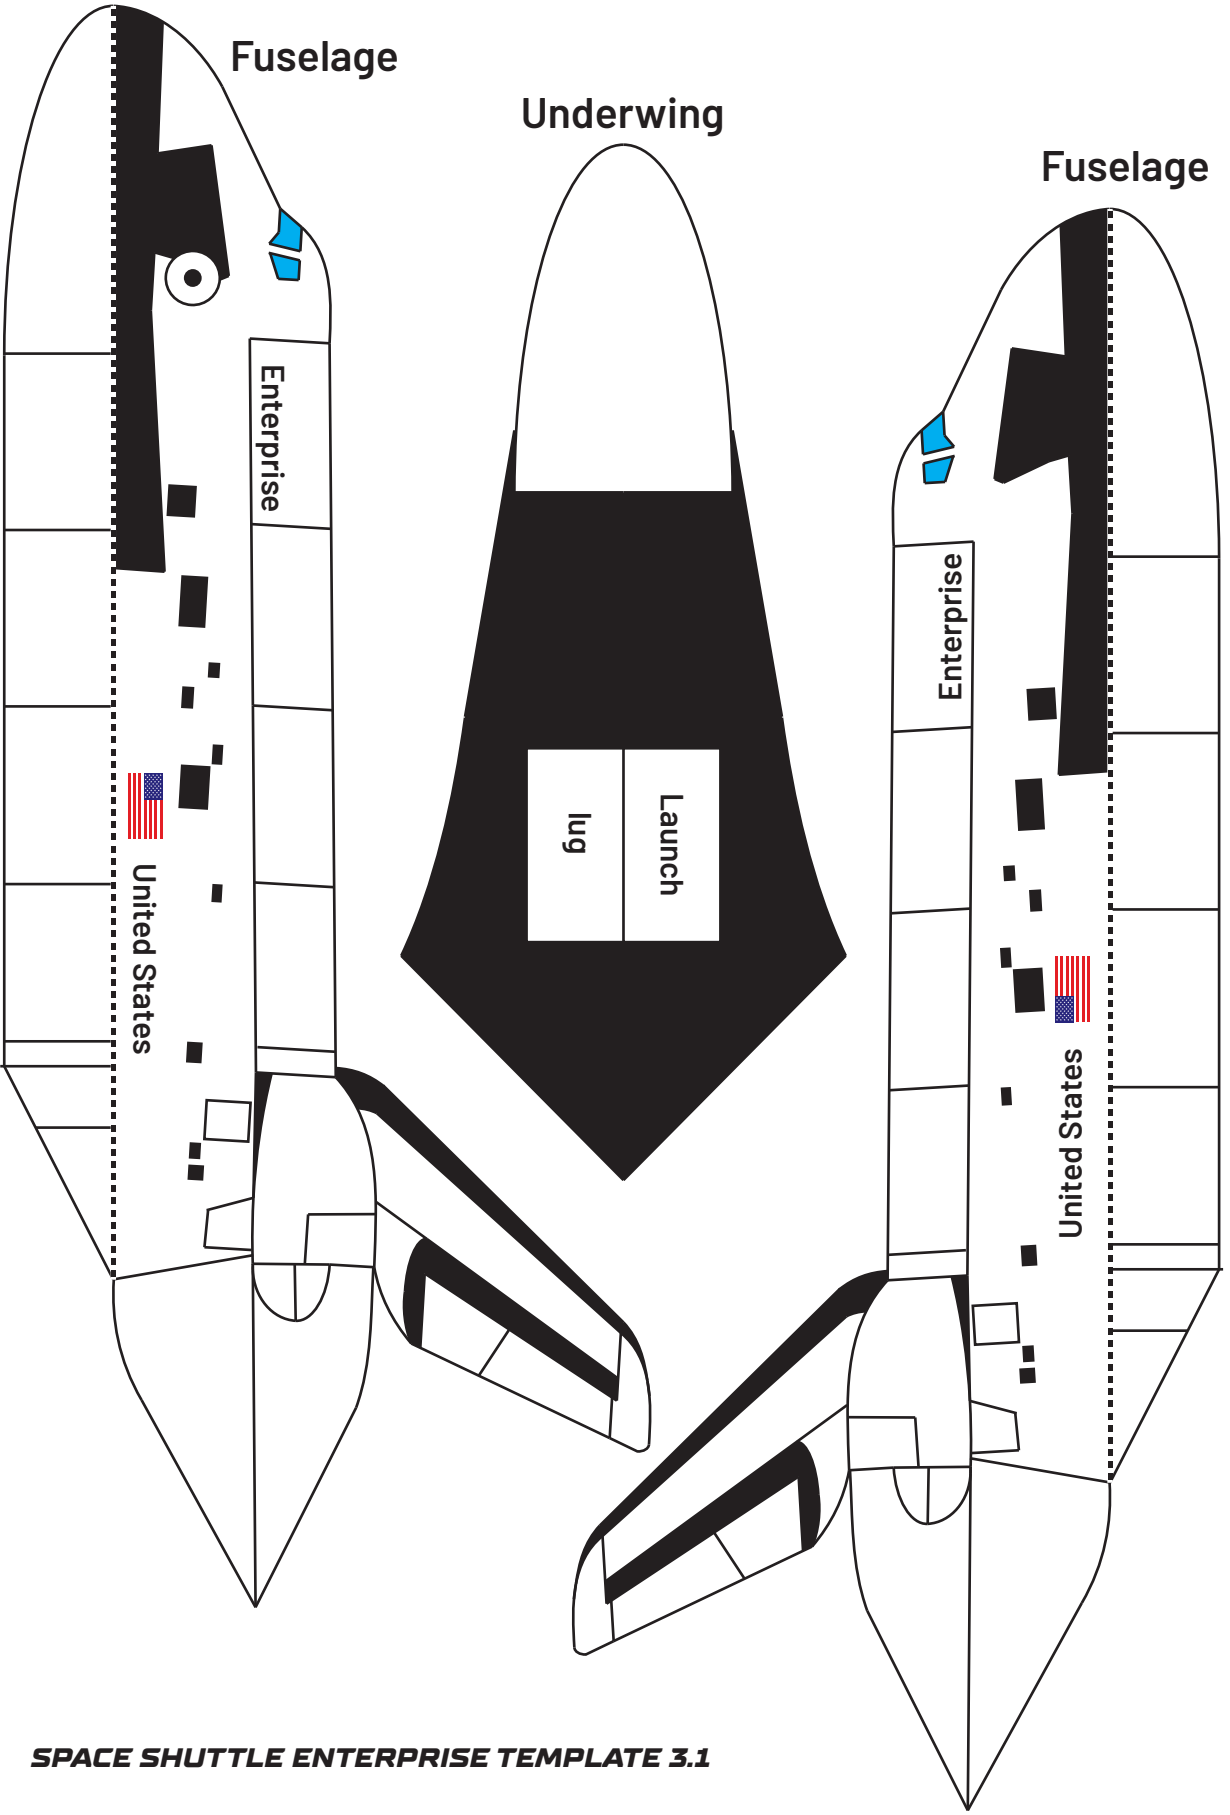 Fuselage
Underwing
Fuselage
Enterprise
Enterprise
Launch
lug
United States
United States
SPACE SHUTTLE ENTERPRISE TEMPLATE 3.1